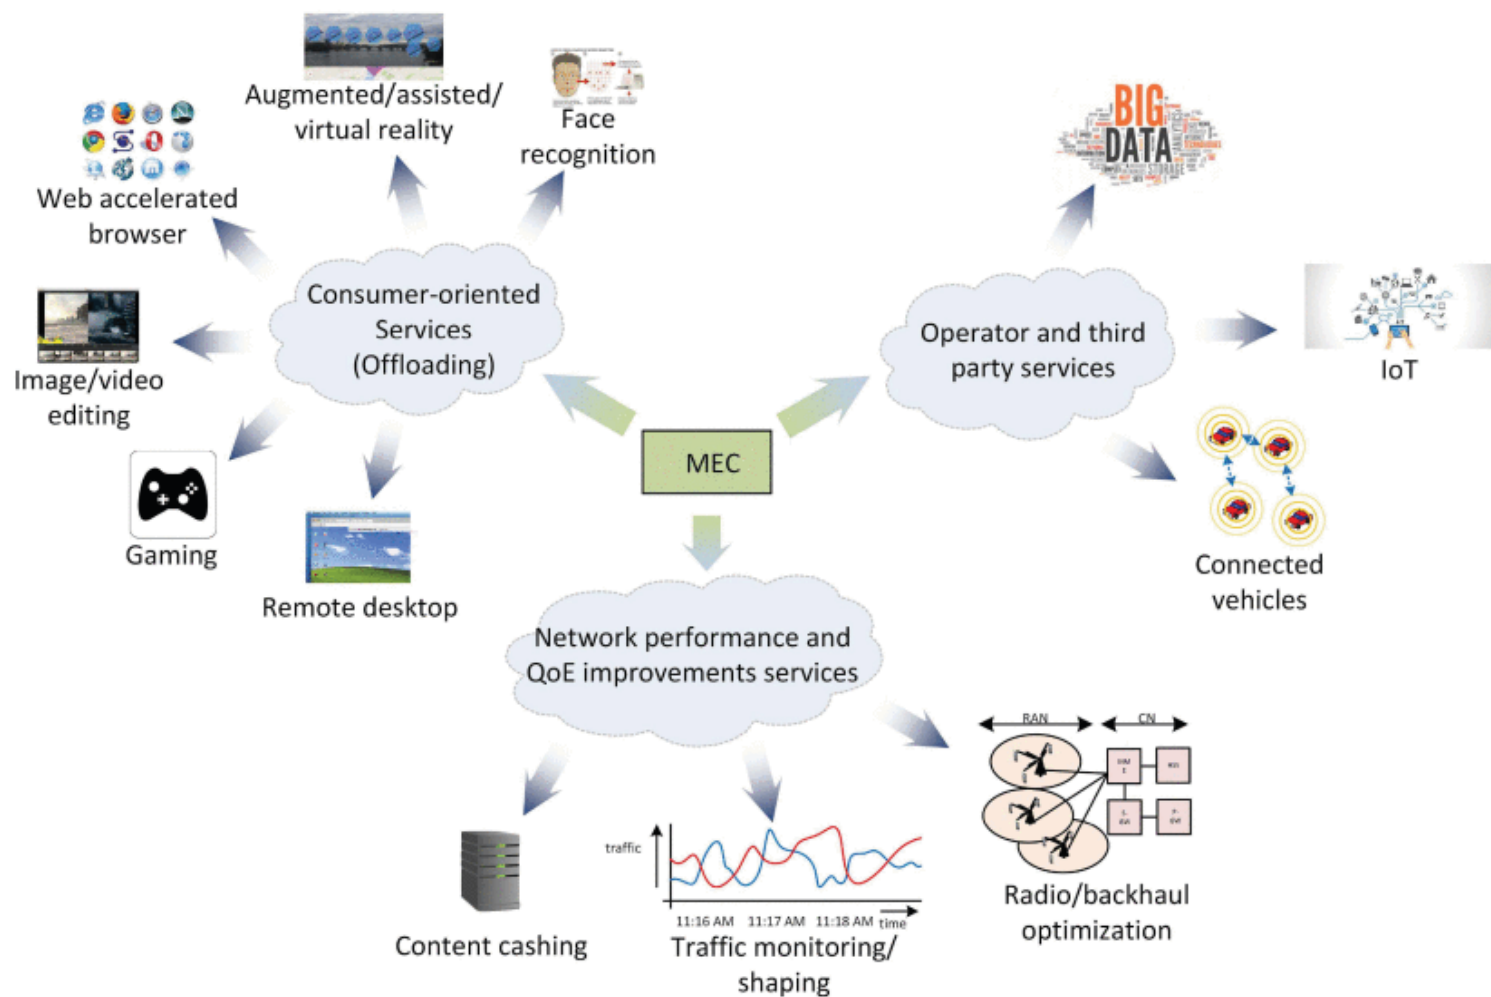 Augmented/assisted/
virtual reality
Face
recognition
Web accelerated
browser
BIG
DATA
STORAGE
Consumer-oriented
Services
(Offloading)
Operator and third
party services
IoT
Image/video
editing
MEC
Gaming
Remote desktop
Connected
vehicles
Network performance and
QoE improvements services
RAN
CN
traffic
11:16 AM
11:17 AM
11:18 AM
time
Content cashing
Traffic monitoring/
shaping
Radio/backhaul
optimization